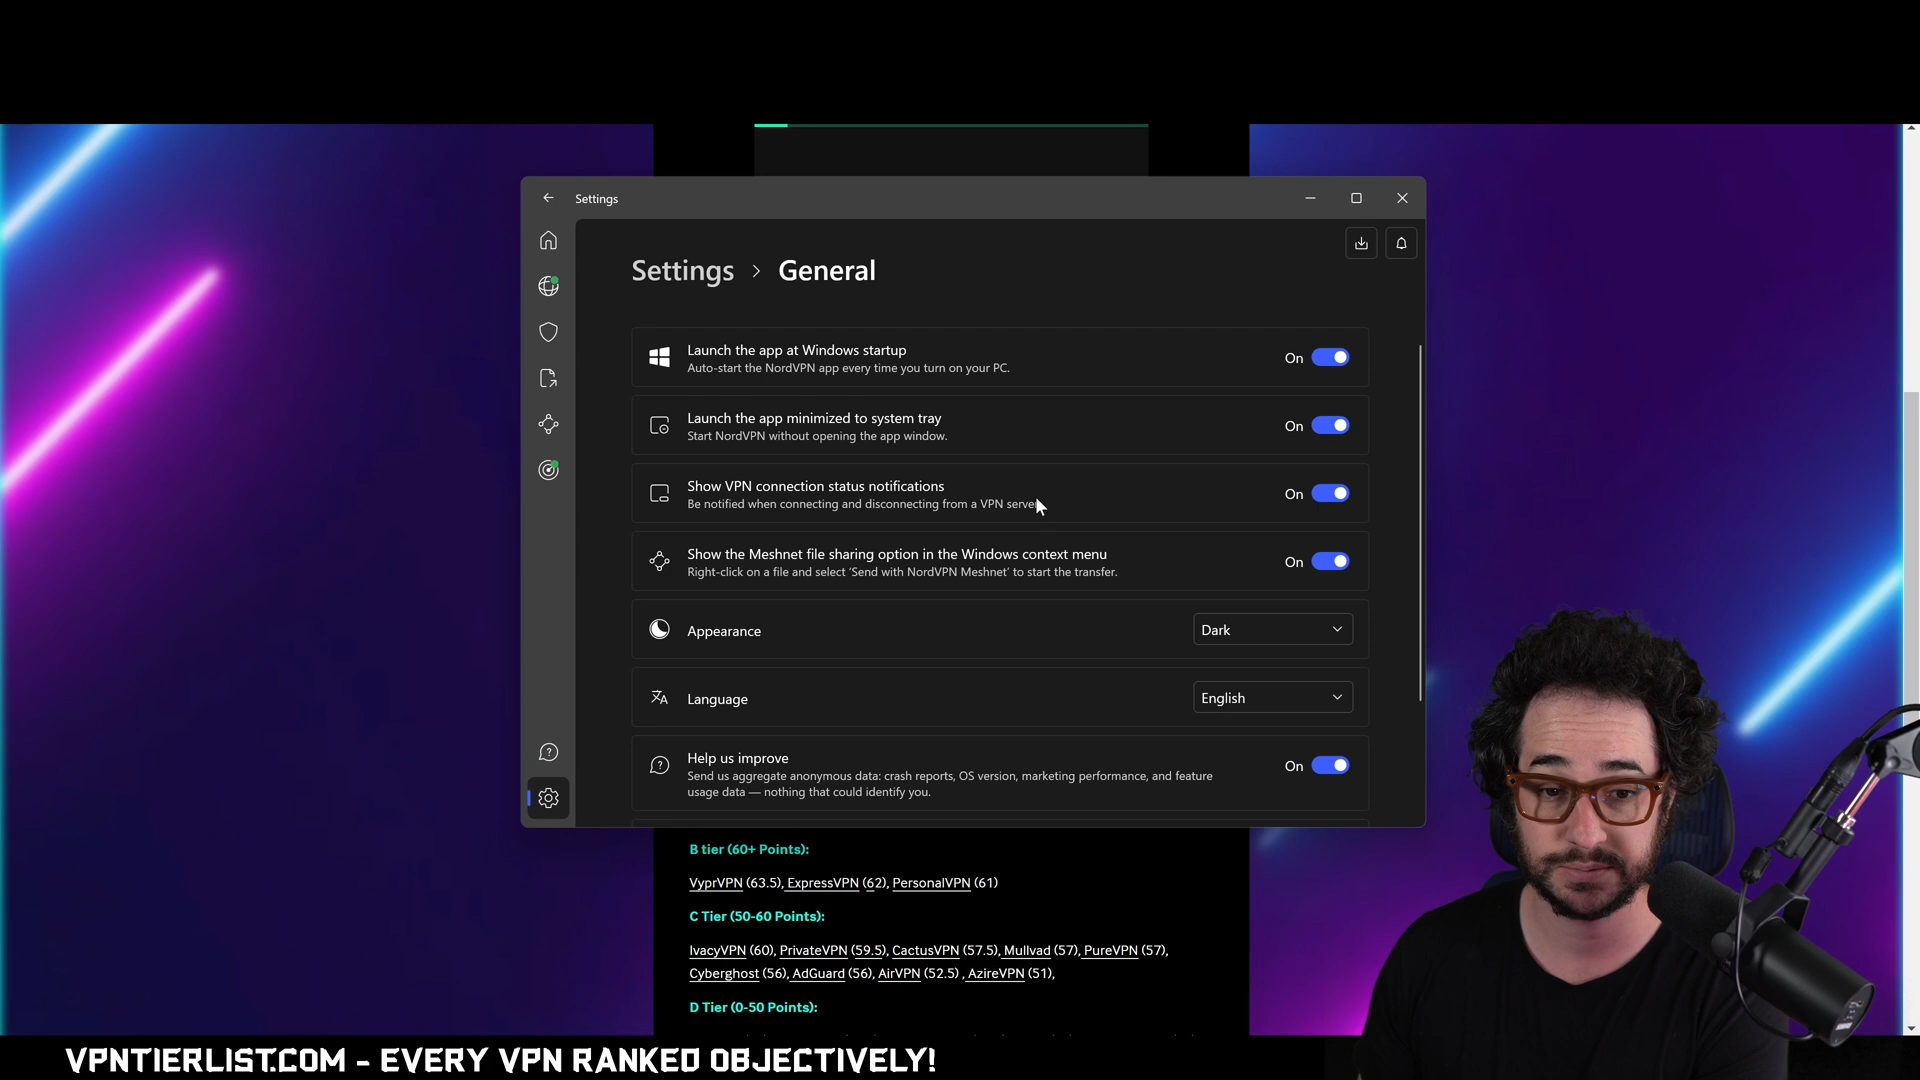 Settings
Settings > General
Launch the app at Windows startup
Auto-start the NordVPN app every time you turn on your PC.
On
Launch the app minimized to system tray
Start NordVPN without opening the app window.
On
Show VPN connection status notifications
Be notified when connecting and disconnecting from a VPN server
On
Show the Meshnet file sharing option in the Windows context menu
Right-click on a file and select ‘Send with NordVPN Meshnet’ to start the transfer.
On
Appearance
Dark
Language
English
Help us improve
Send us aggregate anonymous data: crash reports, OS version, marketing performance, and feature
usage data — nothing that could identify you.
On
B tier (60+ Points):
VyprVPN (63.5), ExpressVPN (62), PersonalVPN (61)
C Tier (50-60 Points):
IvacyVPN (60), PrivateVPN (59.5), CactusVPN (57.5), Mullvad (57), PureVPN (57),
Cyberghost (56), AdGuard (56), AirVPN (52.5) , AzireVPN (51),
D Tier (0-50 Points):
VPNTIERLIST.COM - EVERY VPN RANKED OBJECTIVELY!